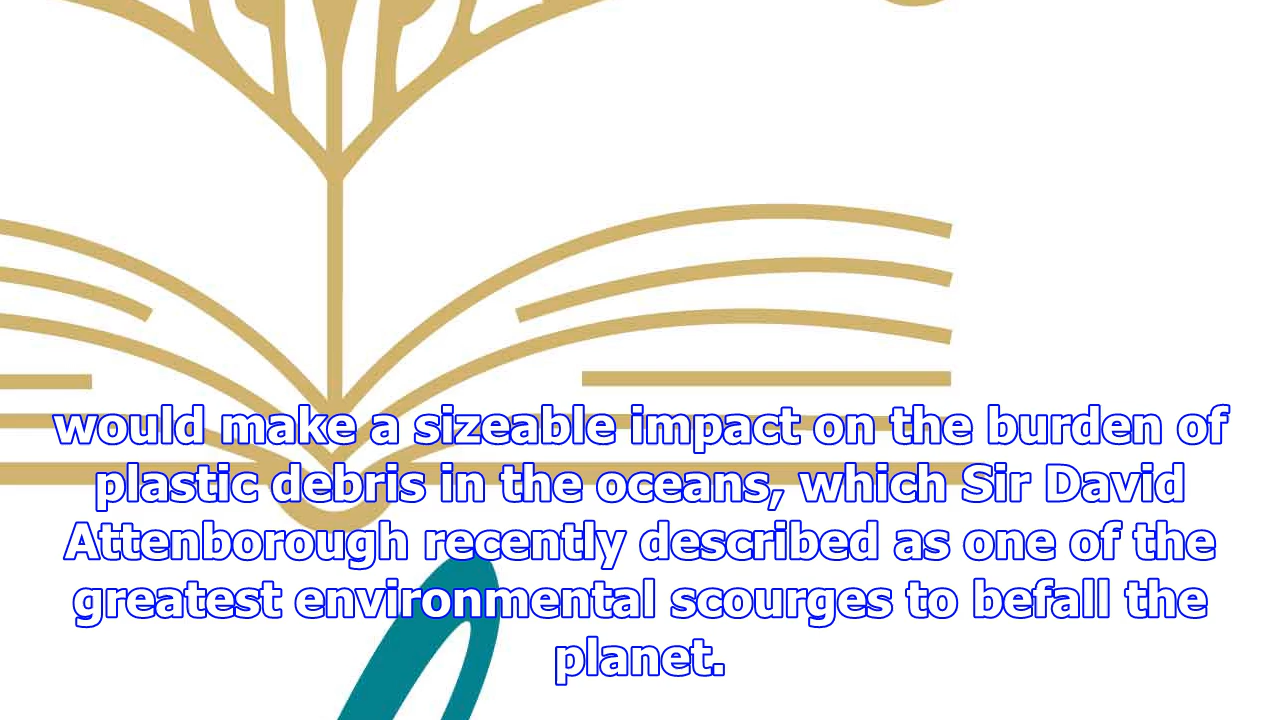 would make a sizeable impact on the burden of
plastic debris in the oceans, which Sir David
Attenborough recently described as one of the
greatest environmental scourges to befall the
planet.